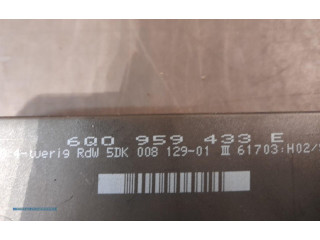 6Q0 959 433 E
4-tuerig RdW 5DK 008 129-01 III 61703:H02/